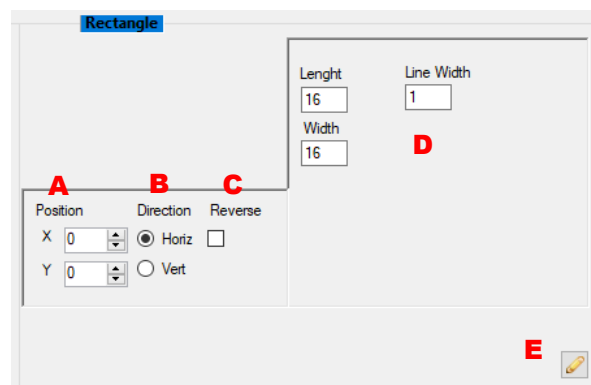 Rectangle
Lenght Line Width
16 1
Width
16 D
A B C
Position Direction Reverse
X 0 Horiz
Y 0 Vert
E